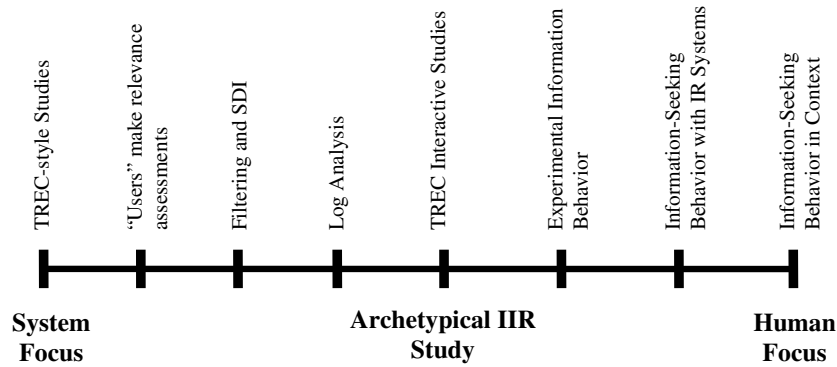 TREC-style Studies
“Users” make relevance
assessments
Filtering and SDI
Log Analysis
TREC Interactive Studies
Experimental Information
Behavior
Information-Seeking
Behavior with IR Systems
Information-Seeking
Behavior in Context
System
Focus
Archetypical IIR
Study
Human
Focus